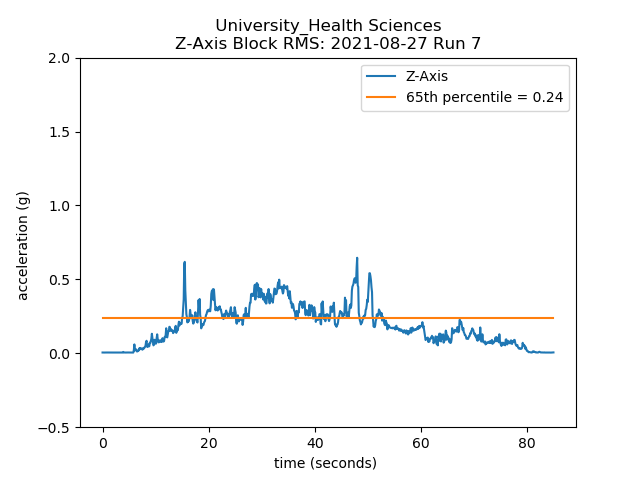 University_Health Sciences
Z-Axis Block RMS: 2021-08-27 Run 7
Z-Axis
65th percentile = 0.24
2.0
1.5
1.0
0.5
0.0
−0.5
acceleration (g)
0 20 40 60 80
time (seconds)